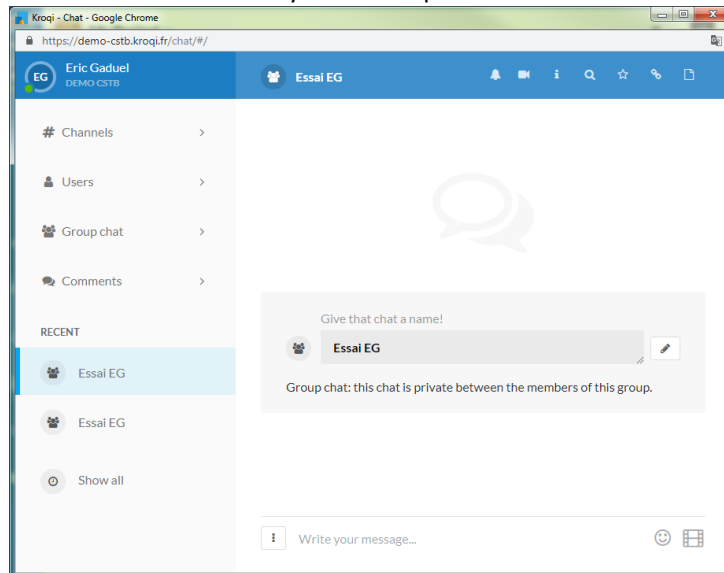 Kroqi - Chat - Google Chrome
https://demo-cstb.kroqi.fr/chat/#/
EG
Eric Gaduel
DEMO CSTB
Essai EG
# Channels
Users
Group chat
Comments
RECENT
Essai EG
Essai EG
Show all
Give that chat a name!
Essai EG
Group chat: this chat is private between the members of this group.
Write your message...